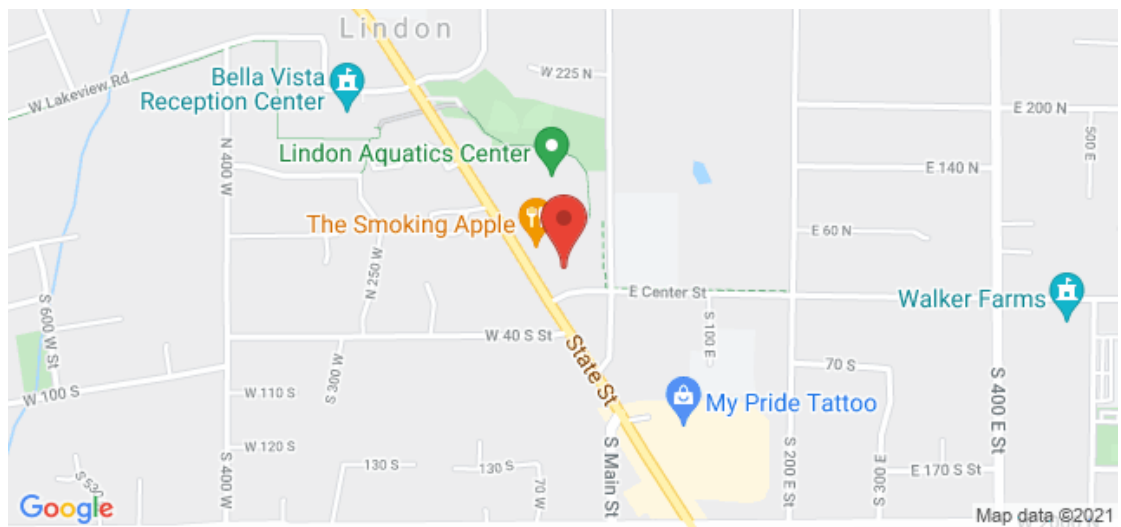 Lindon
W 225 N
Bella Vista
Reception Center
W Lakeview Rd
E 200 N
500 E
N 400 W
Lindon Aquatics Center
E 140 N
The Smoking Apple
E 60 N
N 250 W
E Center St
Walker Farms
S 600 W St
S 100 E
W 40 S St
State St
S 300 W
70 S
W 100 S
W 110 S
My Pride Tattoo
S 400 E St
W 120 S
130 S
130 S
70 W
S 400 W
S Main St
S 200 E St
S 300 E
E 170 S St
S 530
Google
Map data ©2021